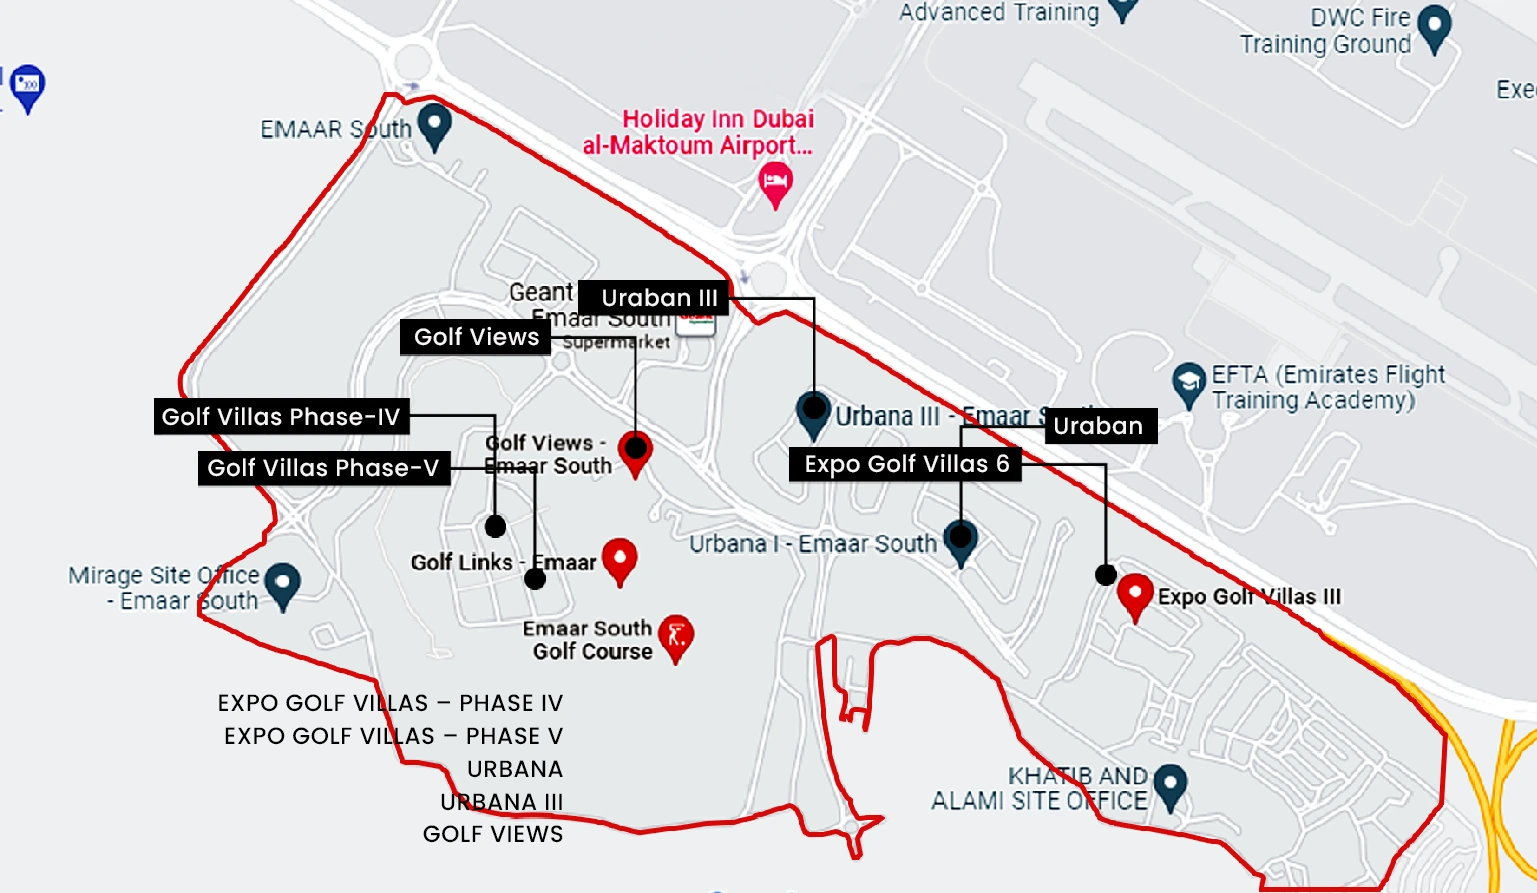 Advanced Training
DWC Fire
Training Ground
Exe
EMAAR South
Holiday Inn Dubai
al-Maktoum Airport...
Geant
Uraban III
Emaar South
Supermarket
Golf Views
EFTA (Emirates Flight
Training Academy)
Golf Villas Phase-IV
Urbana III - Emaar
Uraban
Golf Views -
Emaar South
Golf Villas Phase-V
Expo Golf Villas 6
Urbana I - Emaar South
Golf Links - Emaar
Mirage Site Office
- Emaar South
Expo Golf Villas III
Emaar South
Golf Course
EXPO GOLF VILLAS – PHASE IV
EXPO GOLF VILLAS – PHASE V
URBANA
URBANA III
GOLF VIEWS
KHATIB AND
ALAMI SITE OFFICE